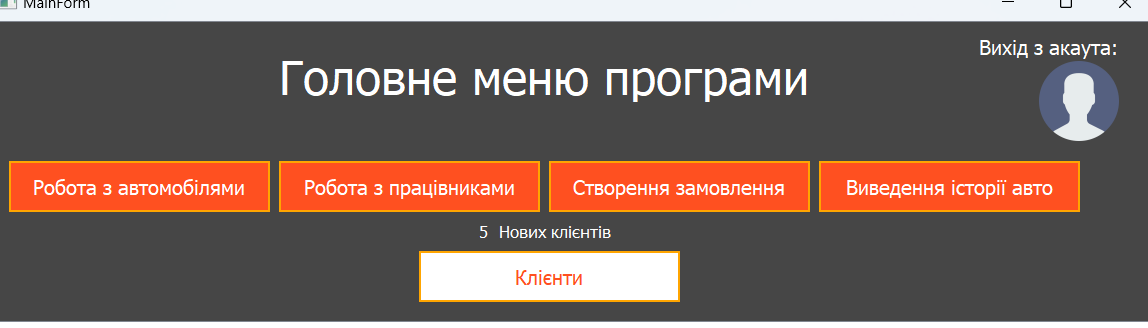 MainForm
Вихід з акаута:
Головне меню програми
Робота з автомобілями
Робота з працівниками
Створення замовлення
Виведення історії авто
5 Нових клієнтів
Клієнти